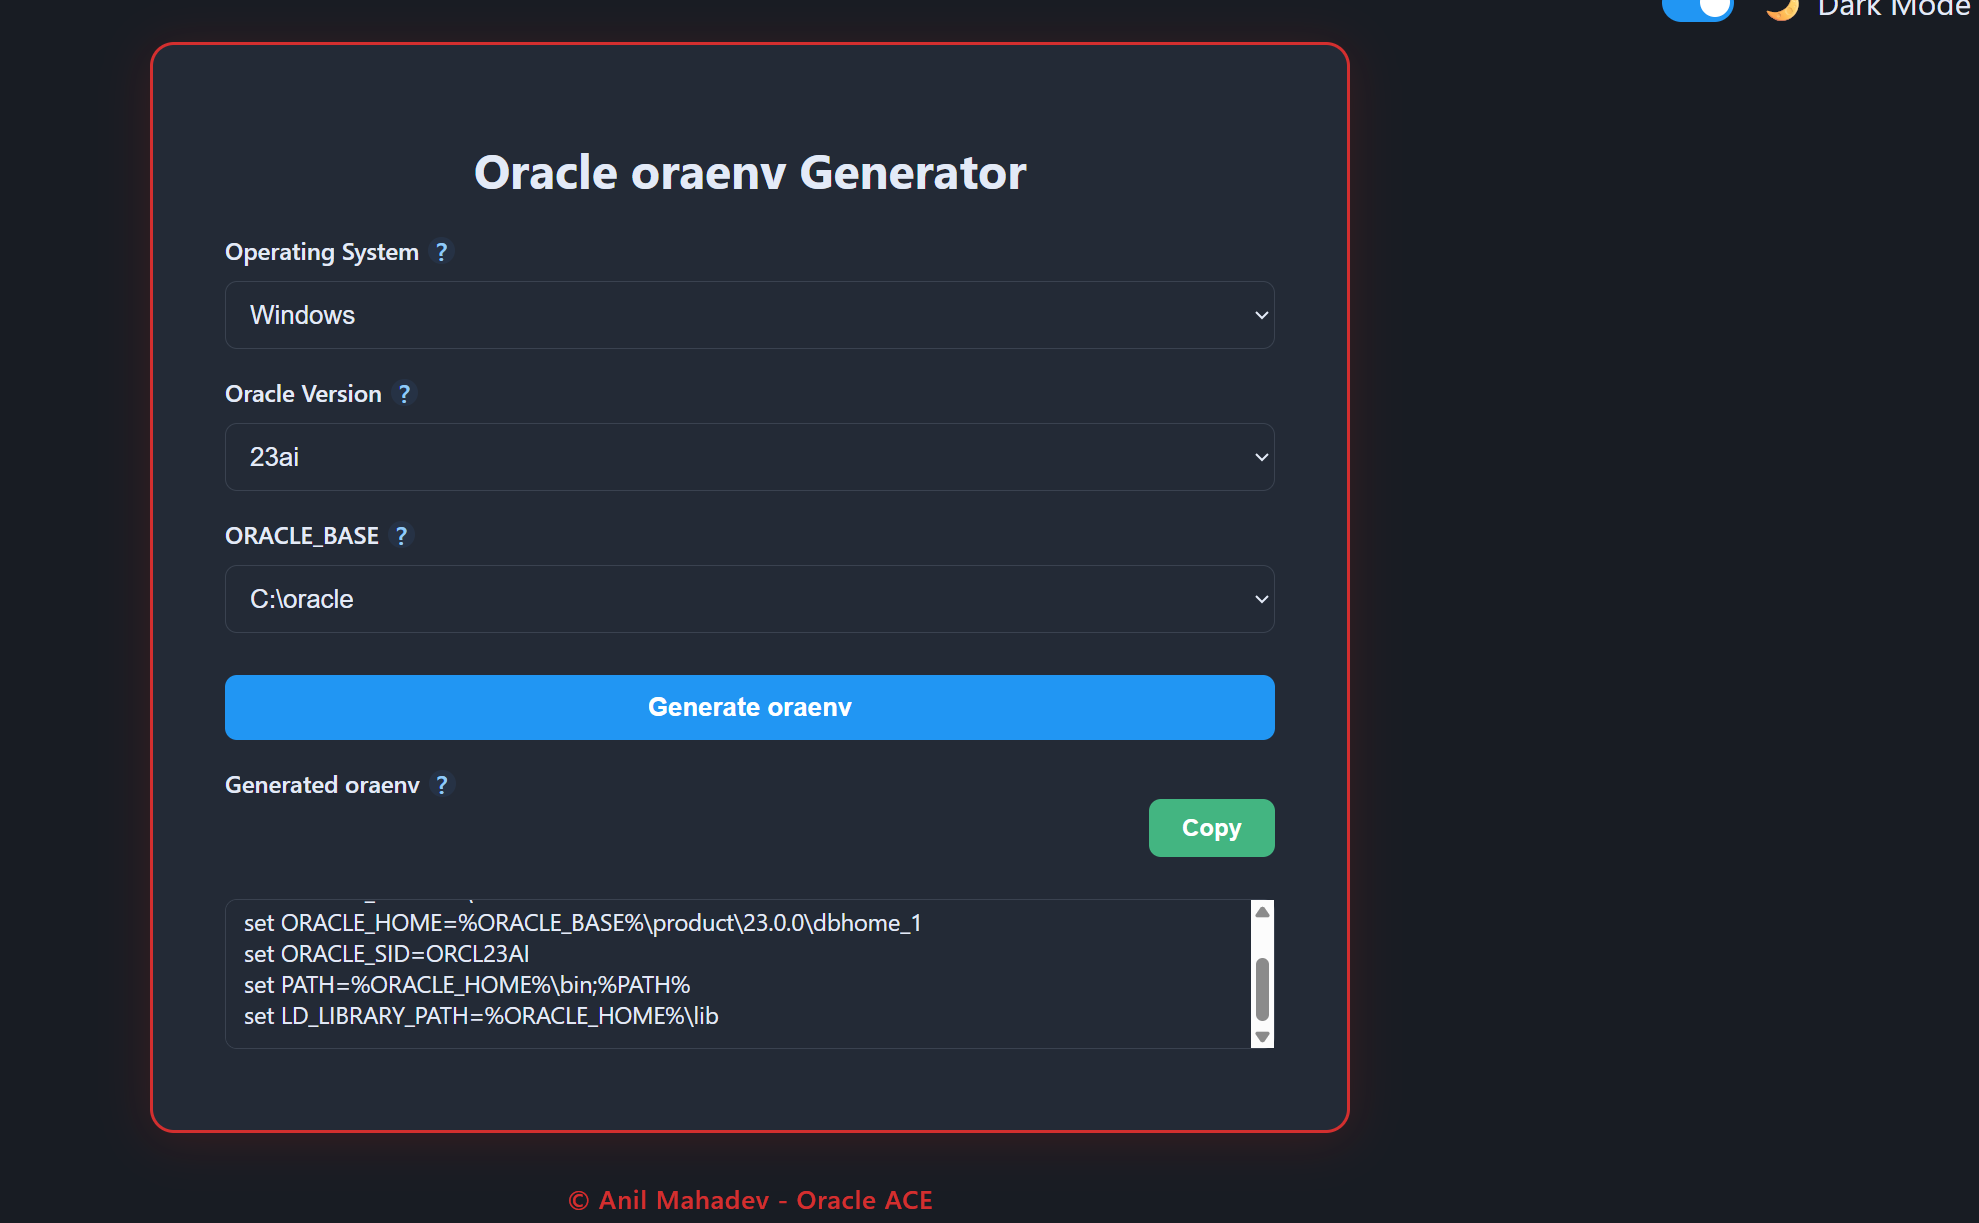 Dark Mode
Oracle oraenv Generator
Operating System ?
Windows
Oracle Version ?
23ai
ORACLE_BASE ?
C:\oracle
Generate oraenv
Generated oraenv ?
Copy
set ORACLE_HOME=%ORACLE_BASE%\product\23.0.0\dbhome_1
set ORACLE_SID=ORCL23AI
set PATH=%ORACLE_HOME%\bin;%PATH%
set LD_LIBRARY_PATH=%ORACLE_HOME%\lib
© Anil Mahadev - Oracle ACE